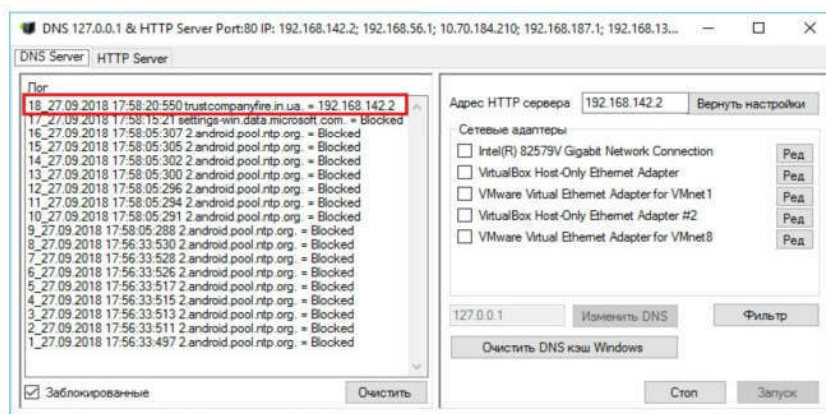 DNS 127.0.0.1 & HTTP Server Port:80 IP: 192.168.142.2; 192.168.56.1; 10.70.184.210; 192.168.187.1; 192.168.13...
DNS Server HTTP Server
Лог
18_27.09.2018 17:58:20:550 trustcompanyfire.in.ua. = 192.168.142.2
17_27.09.2018 17:58:15:21 settings-win.data.microsoft.com. = Blocked
16_27.09.2018 17:58:05:307 2.android.pool.ntp.org. = Blocked
15_27.09.2018 17:58:05:305 2.android.pool.ntp.org. = Blocked
14_27.09.2018 17:58:05:302 2.android.pool.ntp.org. = Blocked
13_27.09.2018 17:58:05:300 2.android.pool.ntp.org. = Blocked
12_27.09.2018 17:58:05:296 2.android.pool.ntp.org. = Blocked
11_27.09.2018 17:58:05:294 2.android.pool.ntp.org. = Blocked
10_27.09.2018 17:58:05:291 2.android.pool.ntp.org. = Blocked
9_27.09.2018 17:58:05:288 2.android.pool.ntp.org. = Blocked
8_27.09.2018 17:56:33:530 2.android.pool.ntp.org. = Blocked
7_27.09.2018 17:56:33:528 2.android.pool.ntp.org. = Blocked
6_27.09.2018 17:56:33:526 2.android.pool.ntp.org. = Blocked
5_27.09.2018 17:56:33:517 2.android.pool.ntp.org. = Blocked
4_27.09.2018 17:56:33:515 2.android.pool.ntp.org. = Blocked
3_27.09.2018 17:56:33:513 2.android.pool.ntp.org. = Blocked
2_27.09.2018 17:56:33:511 2.android.pool.ntp.org. = Blocked
1_27.09.2018 17:56:33:497 2.android.pool.ntp.org. = Blocked
Заблокированные Очистить
Адрес HTTP сервера 192.168.142.2 Вернуть настройки
Сетевые адаптеры
Intel(R) 82579V Gigabit Network Connection Ред
VirtualBox Host-Only Ethernet Adapter Ред
VMware Virtual Ethernet Adapter for VMnet1 Ред
VirtualBox Host-Only Ethernet Adapter #2 Ред
VMware Virtual Ethernet Adapter for VMnet8 Ред
127.0.0.1 Изменить DNS Фильтр
Очистить DNS кэш Windows
Стоп Запуск